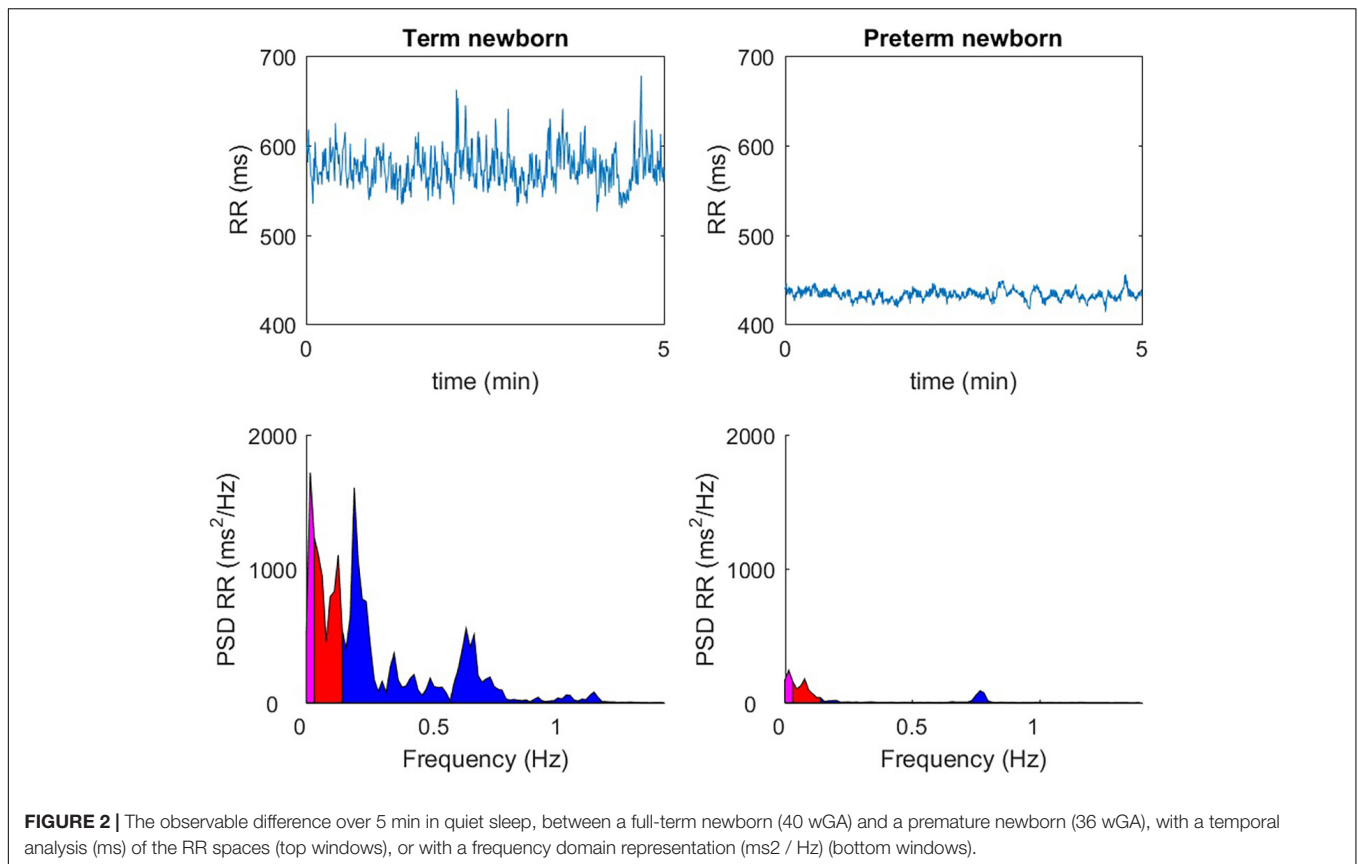 Term newborn
Preterm newborn
700
600
500
400
RR (ms)
0
5
time (min)
700
600
500
400
RR (ms)
0
5
time (min)
2000
1000
0
PSD RR (ms²/Hz)
0
0.5
1
Frequency (Hz)
2000
1000
0
PSD RR (ms²/Hz)
0
0.5
1
Frequency (Hz)
FIGURE 2 | The observable difference over 5 min in quiet sleep, between a full-term newborn (40 wGA) and a premature newborn (36 wGA), with a temporal
analysis (ms) of the RR spaces (top windows), or with a frequency domain representation (ms2 / Hz) (bottom windows).